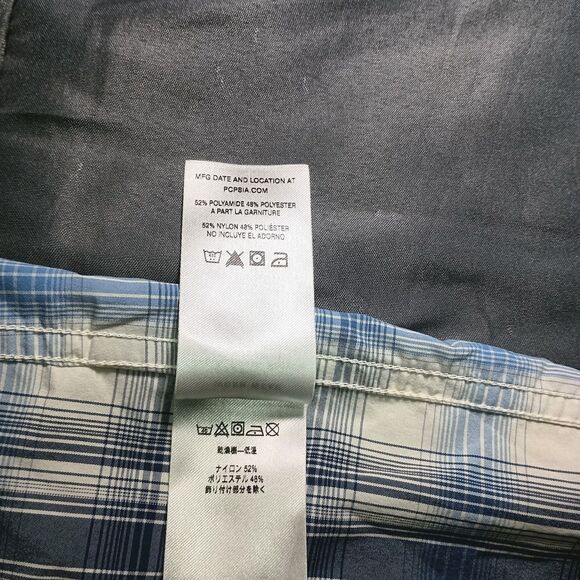 MFG DATE AND LOCATION AT
PCPSIA.COM
52% POLYAMIDE 48% POLYESTER
A PART LA GARNITURE
52% NYLON 48% POLIÉSTER
NO INCLUYE EL ADORNO
乾燥機—低温
ナイロン 52%
ポリエステル 48%
飾り付け部分を除く